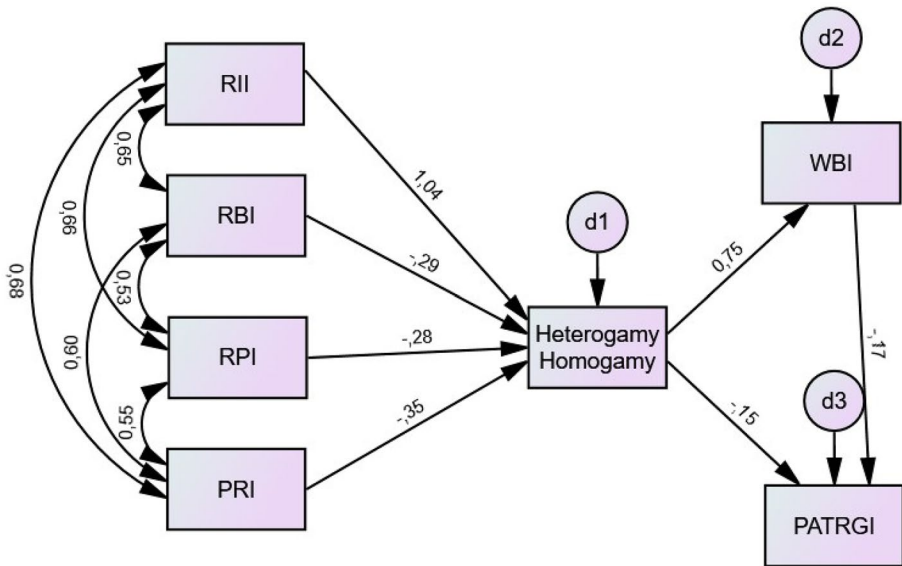 d2
RII
WBI
0,65
1,04
RBI
d1
0,66
-,29
0,75
0,68
0,53
Heterogamy
Homogamy
RPI
-,28
0,60
-,17
d3
-,35
-,15
0,55
PRI
PATRGI